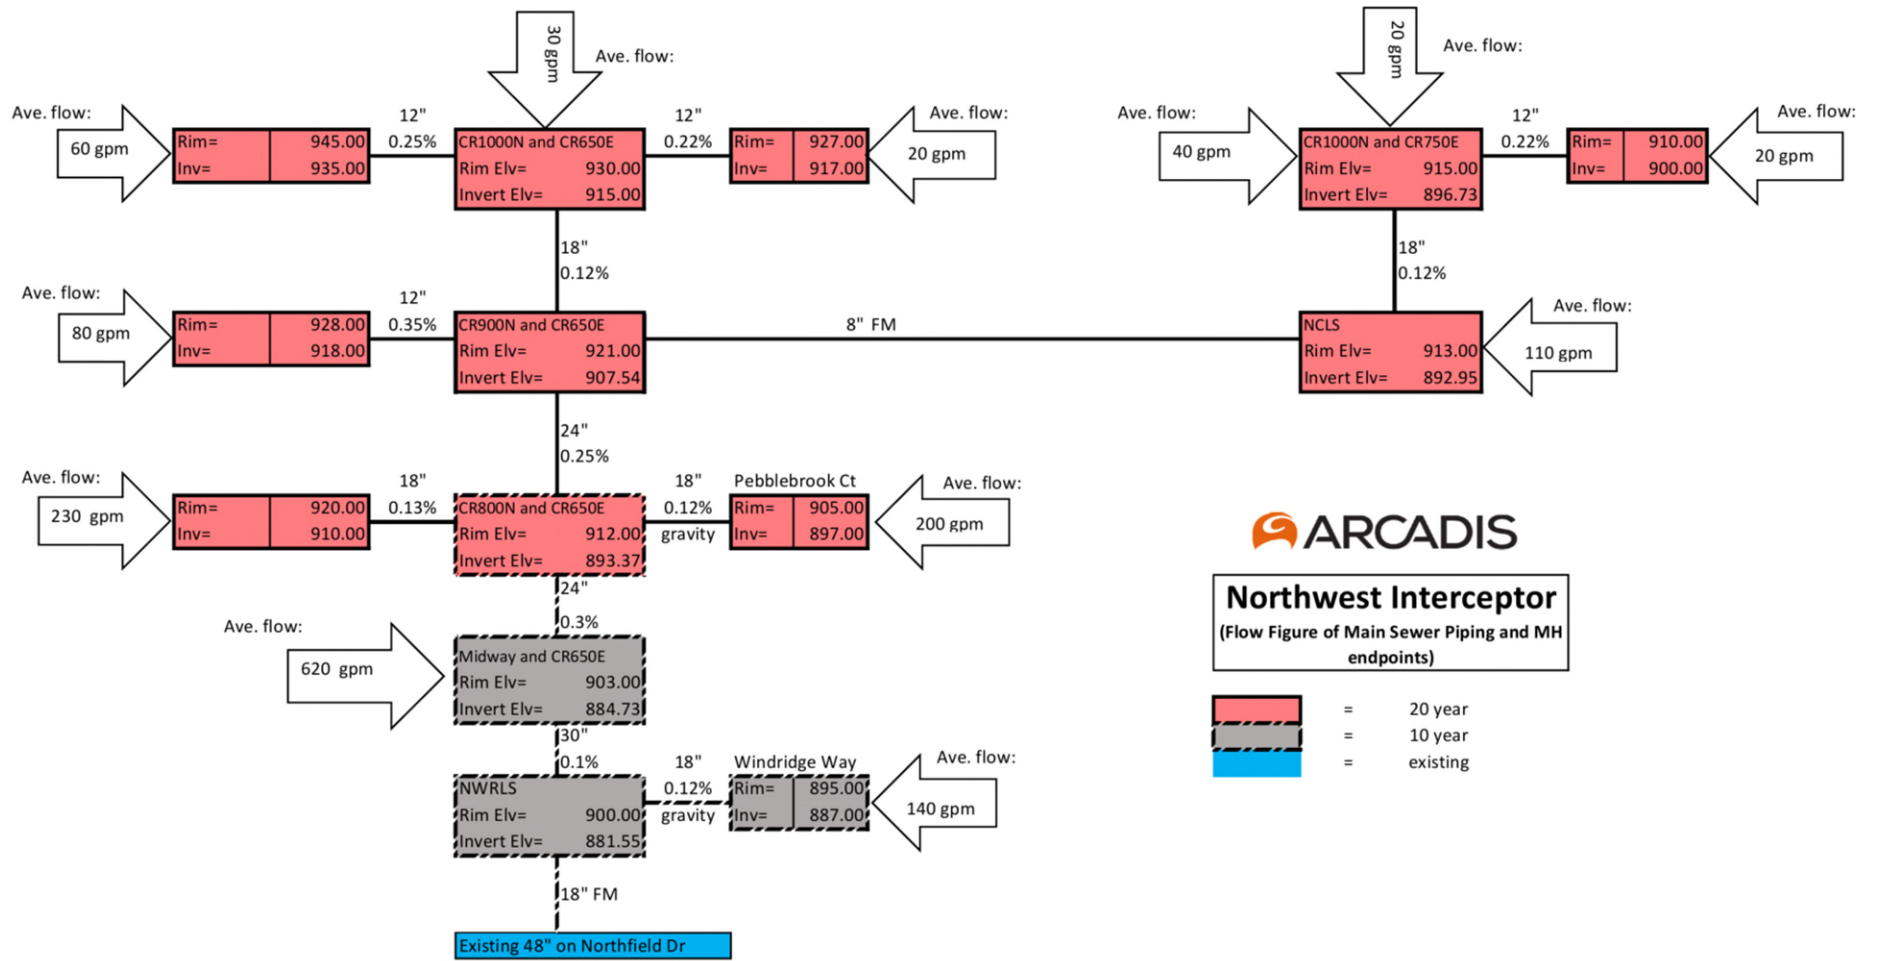 30 gpm
Ave. flow:
20 gpm
Ave. flow:
Ave. flow:
60 gpm
Rim= 945.00
Inv= 935.00
12"
0.25%
CR1000N and CR650E
Rim Elv= 930.00
Invert Elv= 915.00
12"
0.22%
Rim= 927.00
Inv= 917.00
Ave. flow:
20 gpm
Ave. flow:
40 gpm
CR1000N and CR750E
Rim Elv= 915.00
Invert Elv= 896.73
12"
0.22%
Rim= 910.00
Inv= 900.00
Ave. flow:
20 gpm
18"
0.12%
18"
0.12%
Ave. flow:
80 gpm
Rim= 928.00
Inv= 918.00
12"
0.35%
CR900N and CR650E
Rim Elv= 921.00
Invert Elv= 907.54
8" FM
NCLS
Rim Elv= 913.00
Invert Elv= 892.95
Ave. flow:
110 gpm
24"
0.25%
Ave. flow:
230 gpm
Rim= 920.00
Inv= 910.00
18"
0.13%
CR800N and CR650E
Rim Elv= 912.00
Invert Elv= 893.37
18"
0.12%
gravity
Pebblebrook Ct
Rim= 905.00
Inv= 897.00
Ave. flow:
200 gpm
24"
0.3%
Ave. flow:
620 gpm
Midway and CR650E
Rim Elv= 903.00
Invert Elv= 884.73
30"
0.1%
NWRLS
Rim Elv= 900.00
Invert Elv= 881.55
18"
0.12%
gravity
Windridge Way
Rim= 895.00
Inv= 887.00
Ave. flow:
140 gpm
18" FM
Existing 48" on Northfield Dr
ARCADIS
Northwest Interceptor
(Flow Figure of Main Sewer Piping and MH
endpoints)
= 20 year
= 10 year
= existing